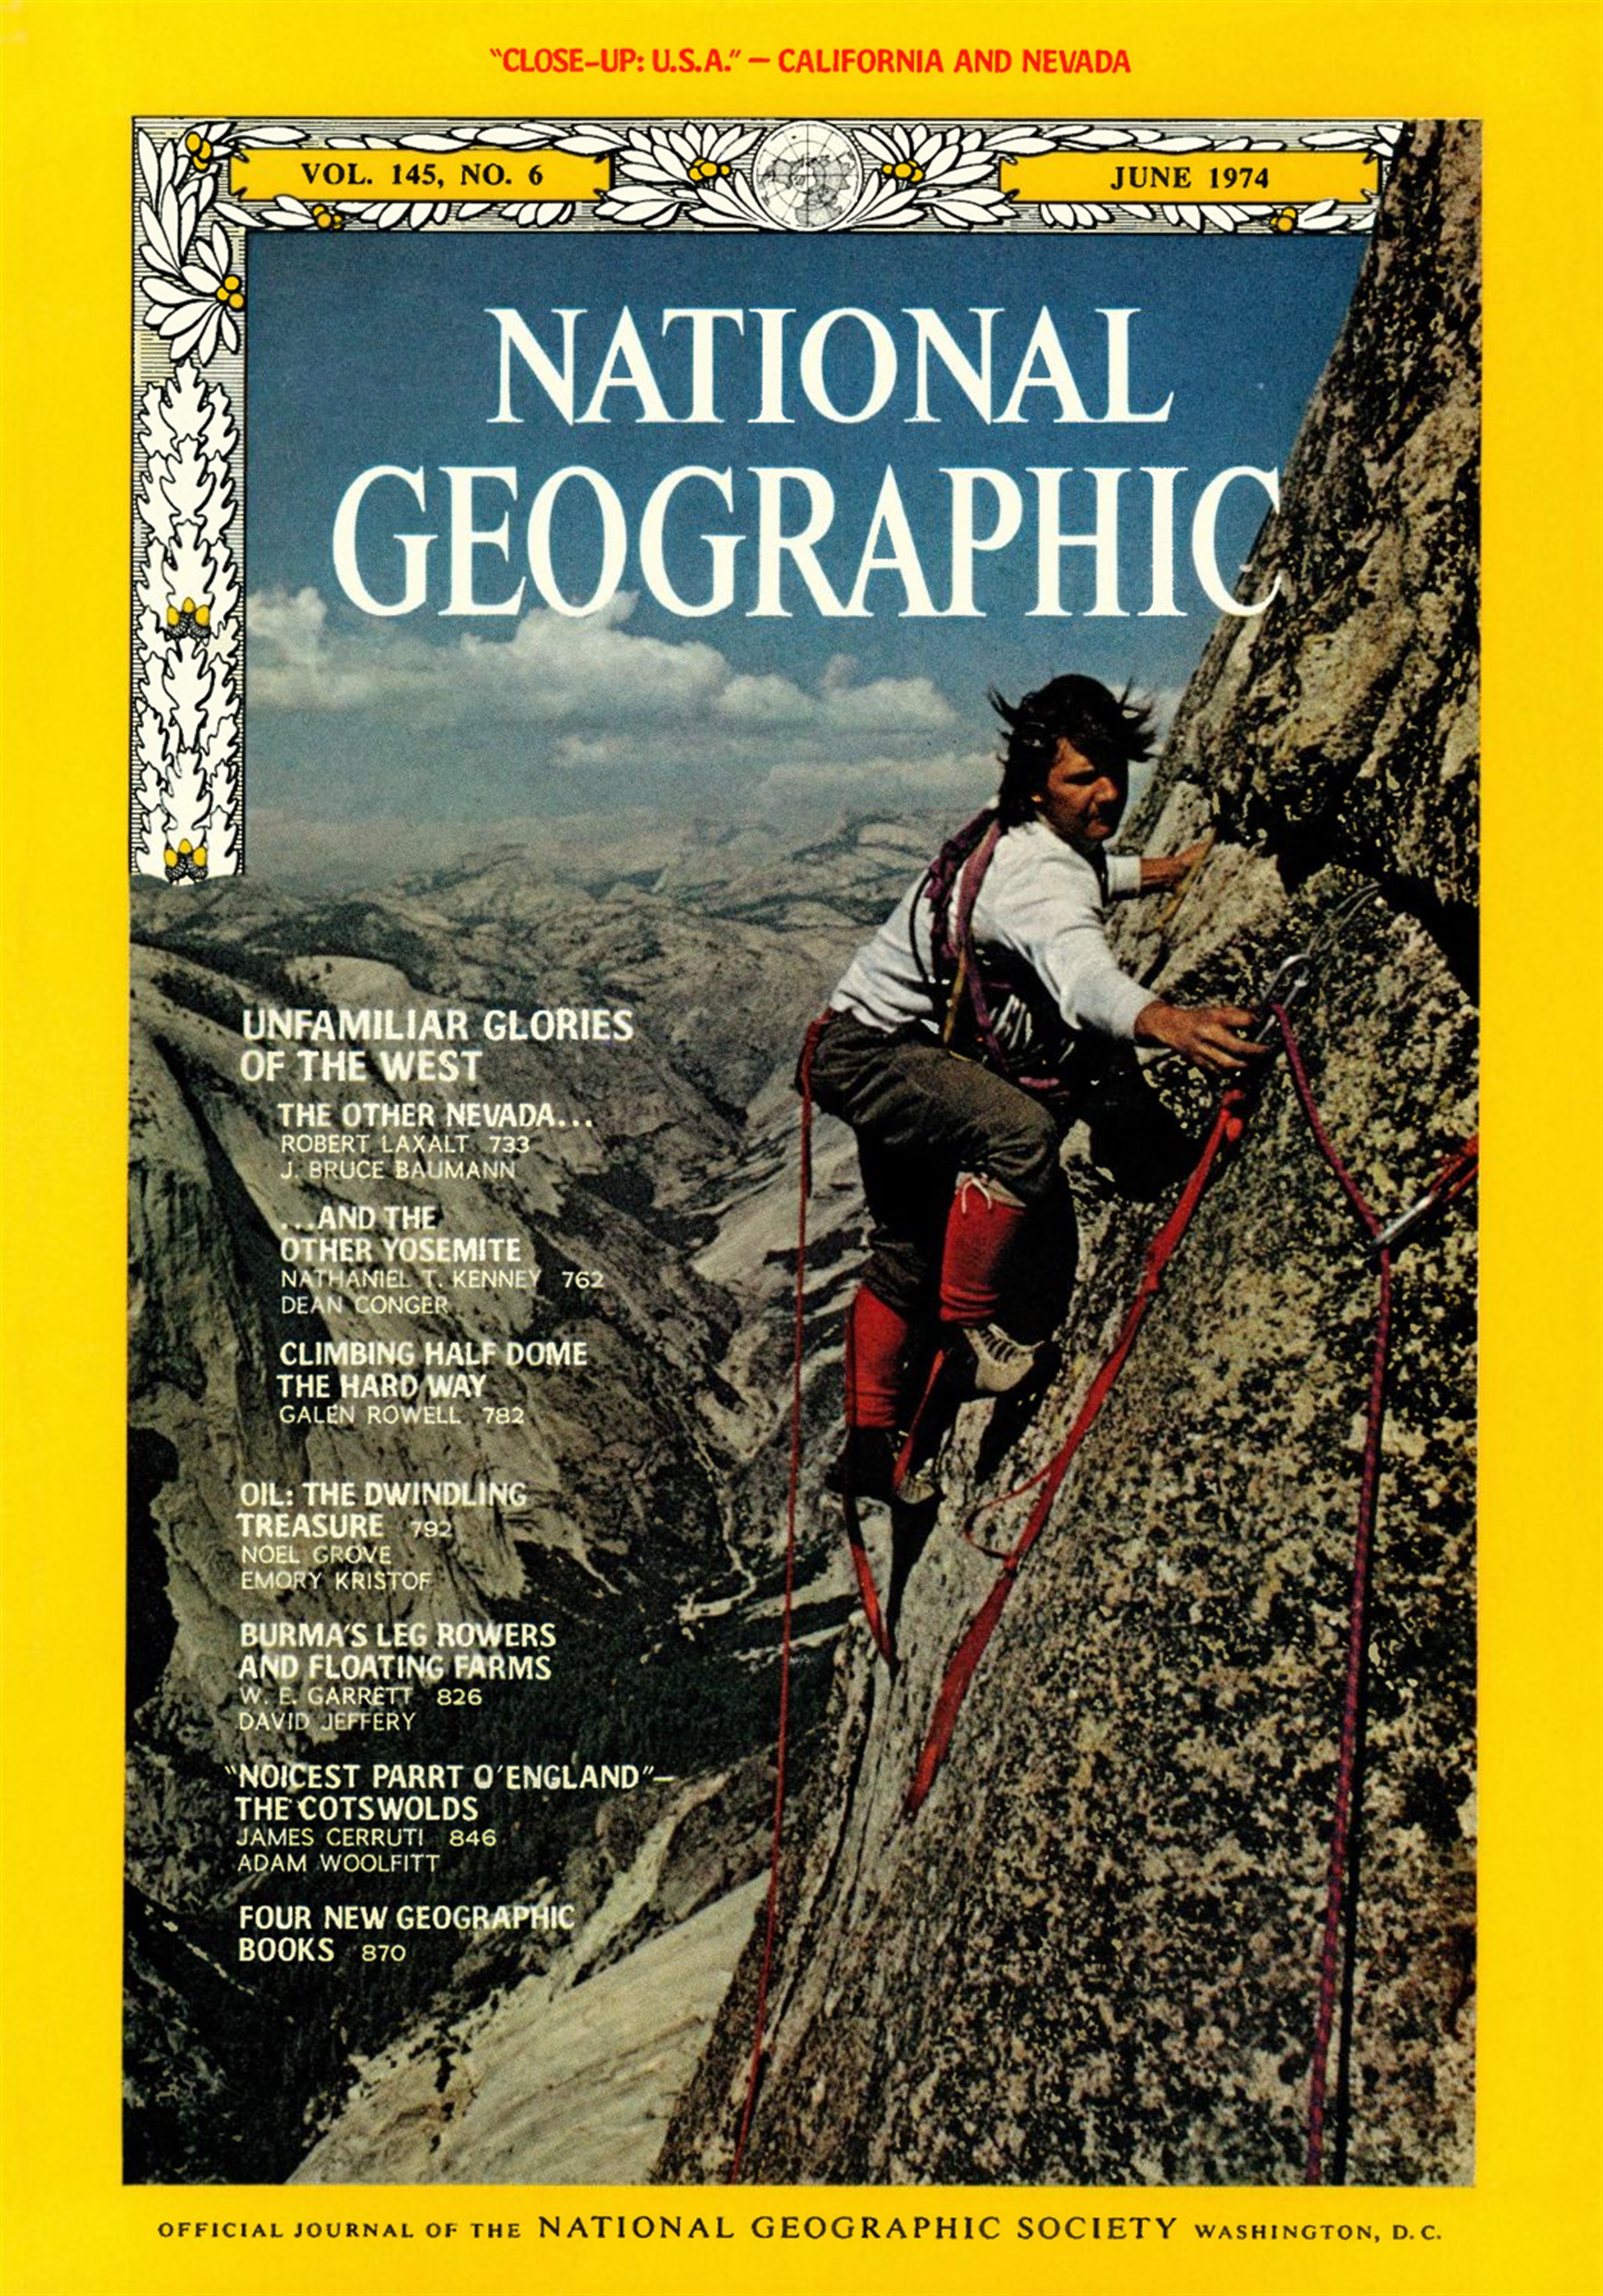 "CLOSE-UP: U.S.A." — CALIFORNIA AND NEVADA
VOL. 145, NO. 6
JUNE 1974
NATIONAL
GEOGRAPHIC
UNFAMILIAR GLORIES
OF THE WEST
THE OTHER NEVADA...
ROBERT LAXALT 733
J. BRUCE BAUMANN
...AND THE
OTHER YOSEMITE
NATHANIEL T. KENNEY 762
DEAN CONGER
CLIMBING HALF DOME
THE HARD WAY
GALEN ROWELL 782
OIL: THE DWINDLING
TREASURE 792
NOEL GROVE
EMORY KRISTOF
BURMA'S LEG ROWERS
AND FLOATING FARMS
W. E. GARRETT 826
DAVID JEFFERY
"NOICEST PARRT O'ENGLAND"—
THE COTSWOLDS
JAMES CERRUTI 846
ADAM WOOLFITT
FOUR NEW GEOGRAPHIC
BOOKS 870
OFFICIAL JOURNAL OF THE NATIONAL GEOGRAPHIC SOCIETY WASHINGTON, D.C.